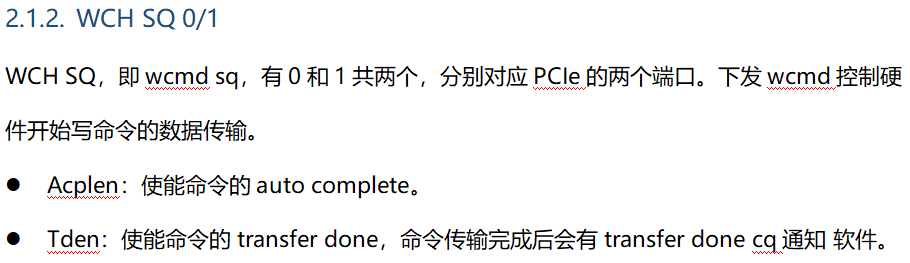 2.1.2. WCH SQ 0/1
WCH SQ，即 wcmd sq，有 0 和 1 共两个，分别对应 PCIe 的两个端口。下发 wcmd 控制硬
件开始写命令的数据传输。
● Acplen：使能命令的 auto complete。
● Tden：使能命令的 transfer done，命令传输完成后会有 transfer done cq 通知 软件。